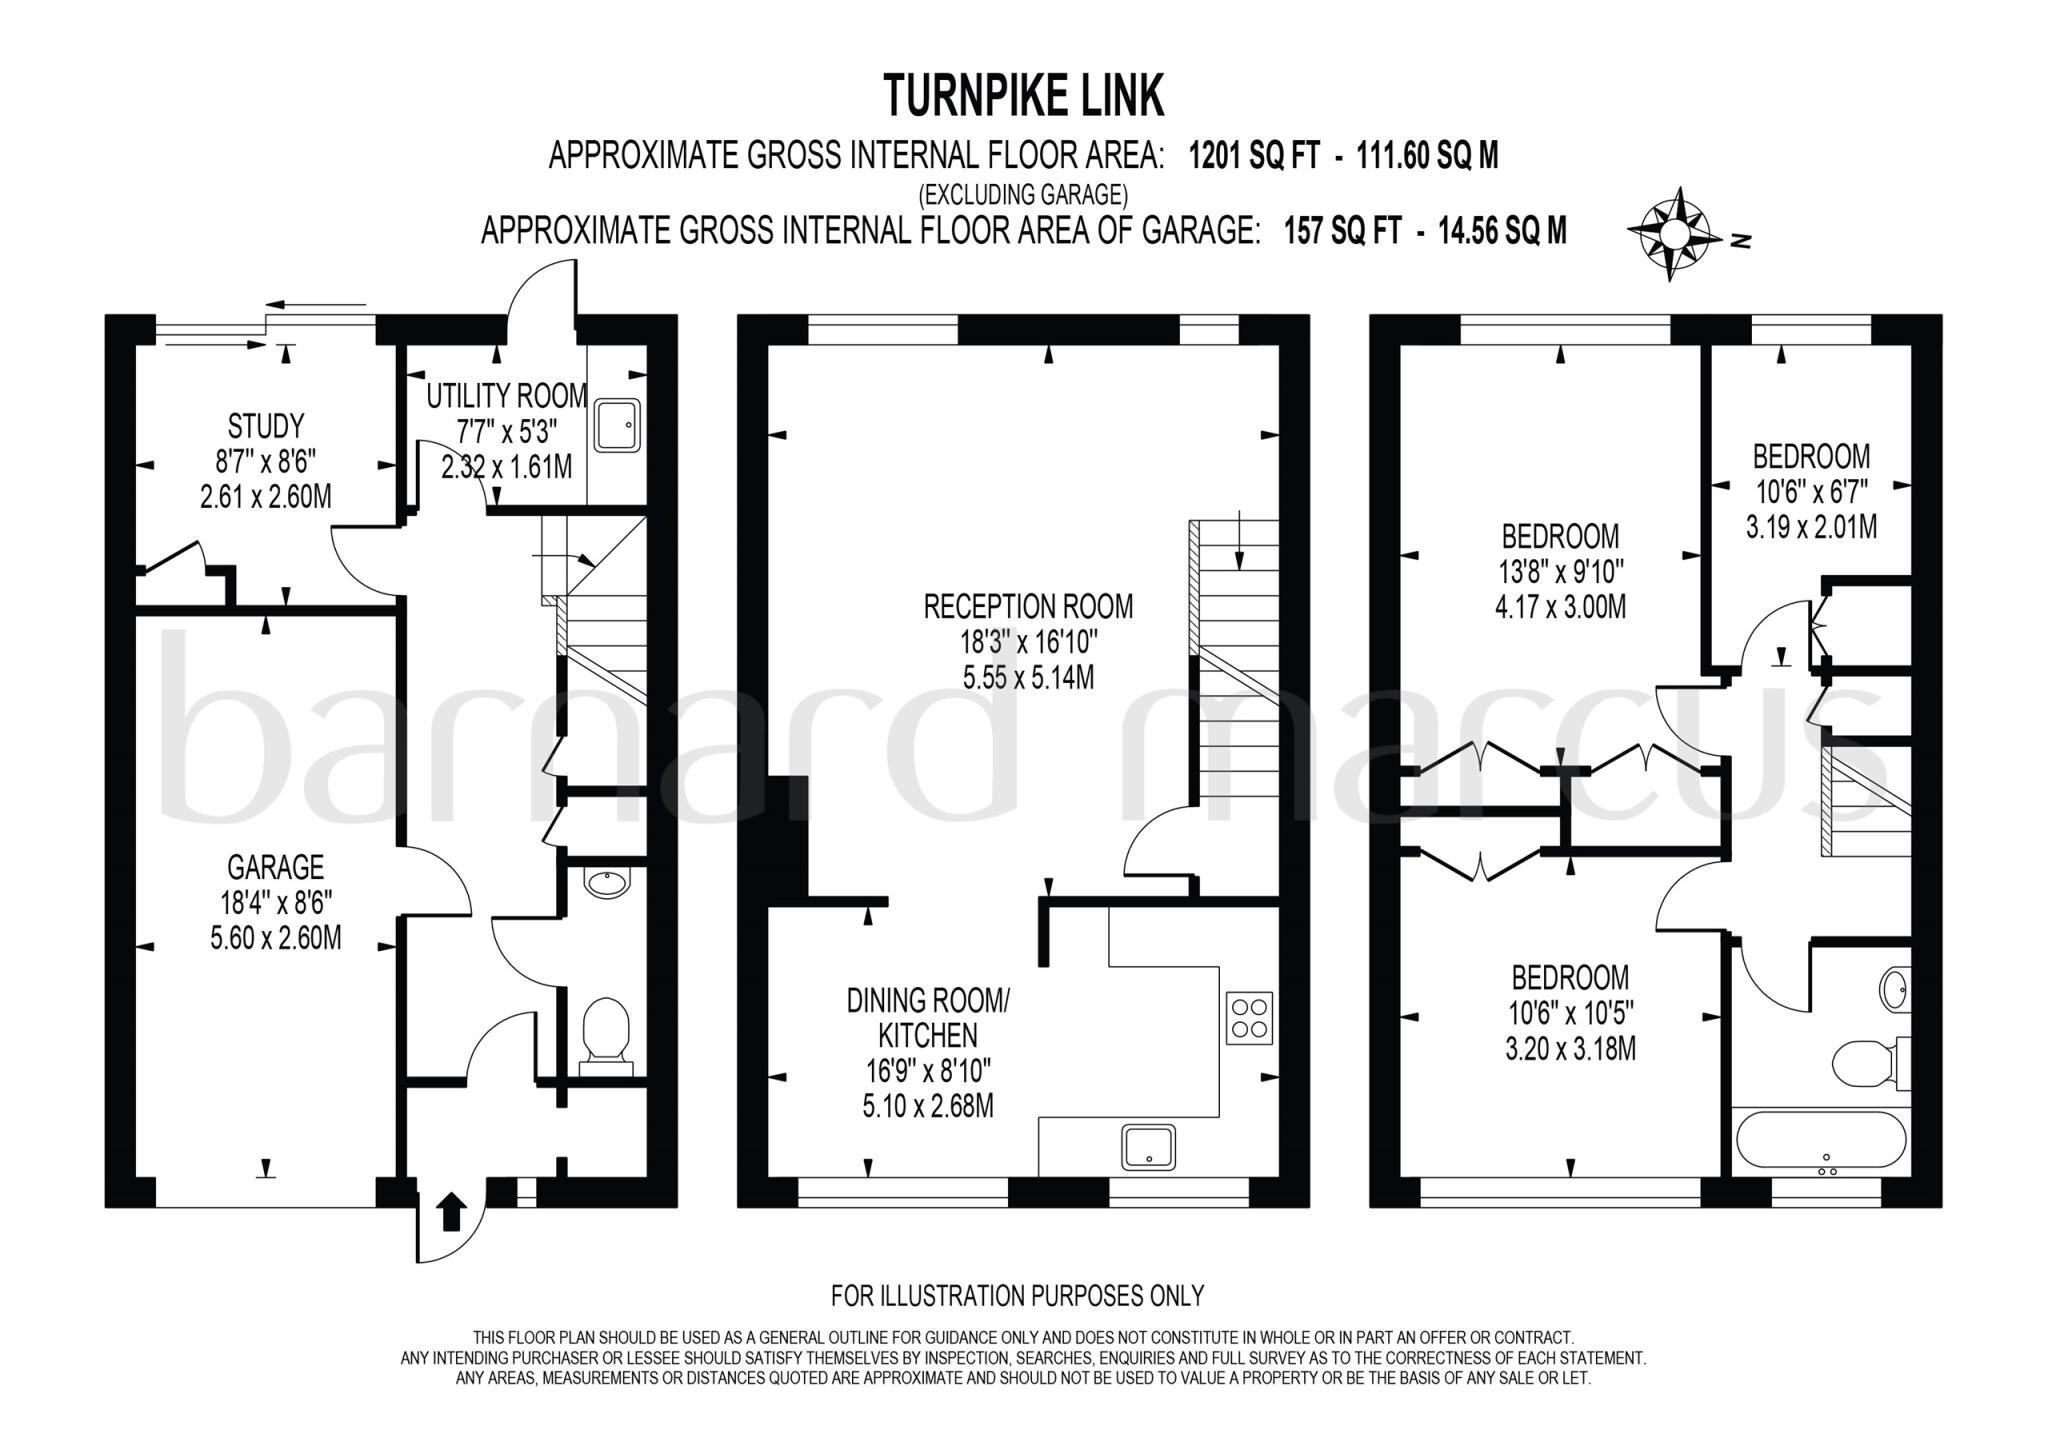 TURNPIKE LINK
APPROXIMATE GROSS INTERNAL FLOOR AREA: 1201 SQ FT - 111.60 SQ M
(EXCLUDING GARAGE)
APPROXIMATE GROSS INTERNAL FLOOR AREA OF GARAGE: 157 SQ FT - 14.56 SQ M
N
STUDY
8'7" x 8'6"
2.61 x 2.60M
UTILITY ROOM
7'7" x 5'3"
2.32 x 1.61M
GARAGE
18'4" x 8'6"
5.60 x 2.60M
RECEPTION ROOM
18'3" x 16'10"
5.55 x 5.14M
DINING ROOM/
KITCHEN
16'9" x 8'10"
5.10 x 2.68M
BEDROOM
13'8" x 9'10"
4.17 x 3.00M
BEDROOM
10'6" x 6'7"
3.19 x 2.01M
BEDROOM
10'6" x 10'5"
3.20 x 3.18M
barnard marcus
FOR ILLUSTRATION PURPOSES ONLY
THIS FLOOR PLAN SHOULD BE USED AS A GENERAL OUTLINE FOR GUIDANCE ONLY AND DOES NOT CONSTITUTE IN WHOLE OR IN PART AN OFFER OR CONTRACT.
ANY INTENDING PURCHASER OR LESSEE SHOULD SATISFY THEMSELVES BY INSPECTION, SEARCHES, ENQUIRIES AND FULL SURVEY AS TO THE CORRECTNESS OF EACH STATEMENT.
ANY AREAS, MEASUREMENTS OR DISTANCES QUOTED ARE APPROXIMATE AND SHOULD NOT BE USED TO VALUE A PROPERTY OR BE THE BASIS OF ANY SALE OR LET.